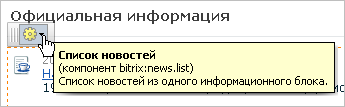 Официальная информация
Список новостей
(компонент bitrix:news.list)
Список новостей из одного информационного блока.